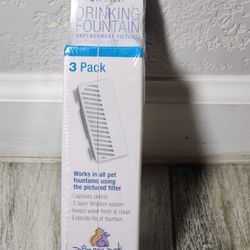 DRINKING
FOUNTAIN
REPLACEMENT FILTER
3 Pack
Works in all pet
fountains using
the pictured filter
- Captures debris
- 3-layer filtration system
- Keeps water fresh & clean
- Extends life of fountain